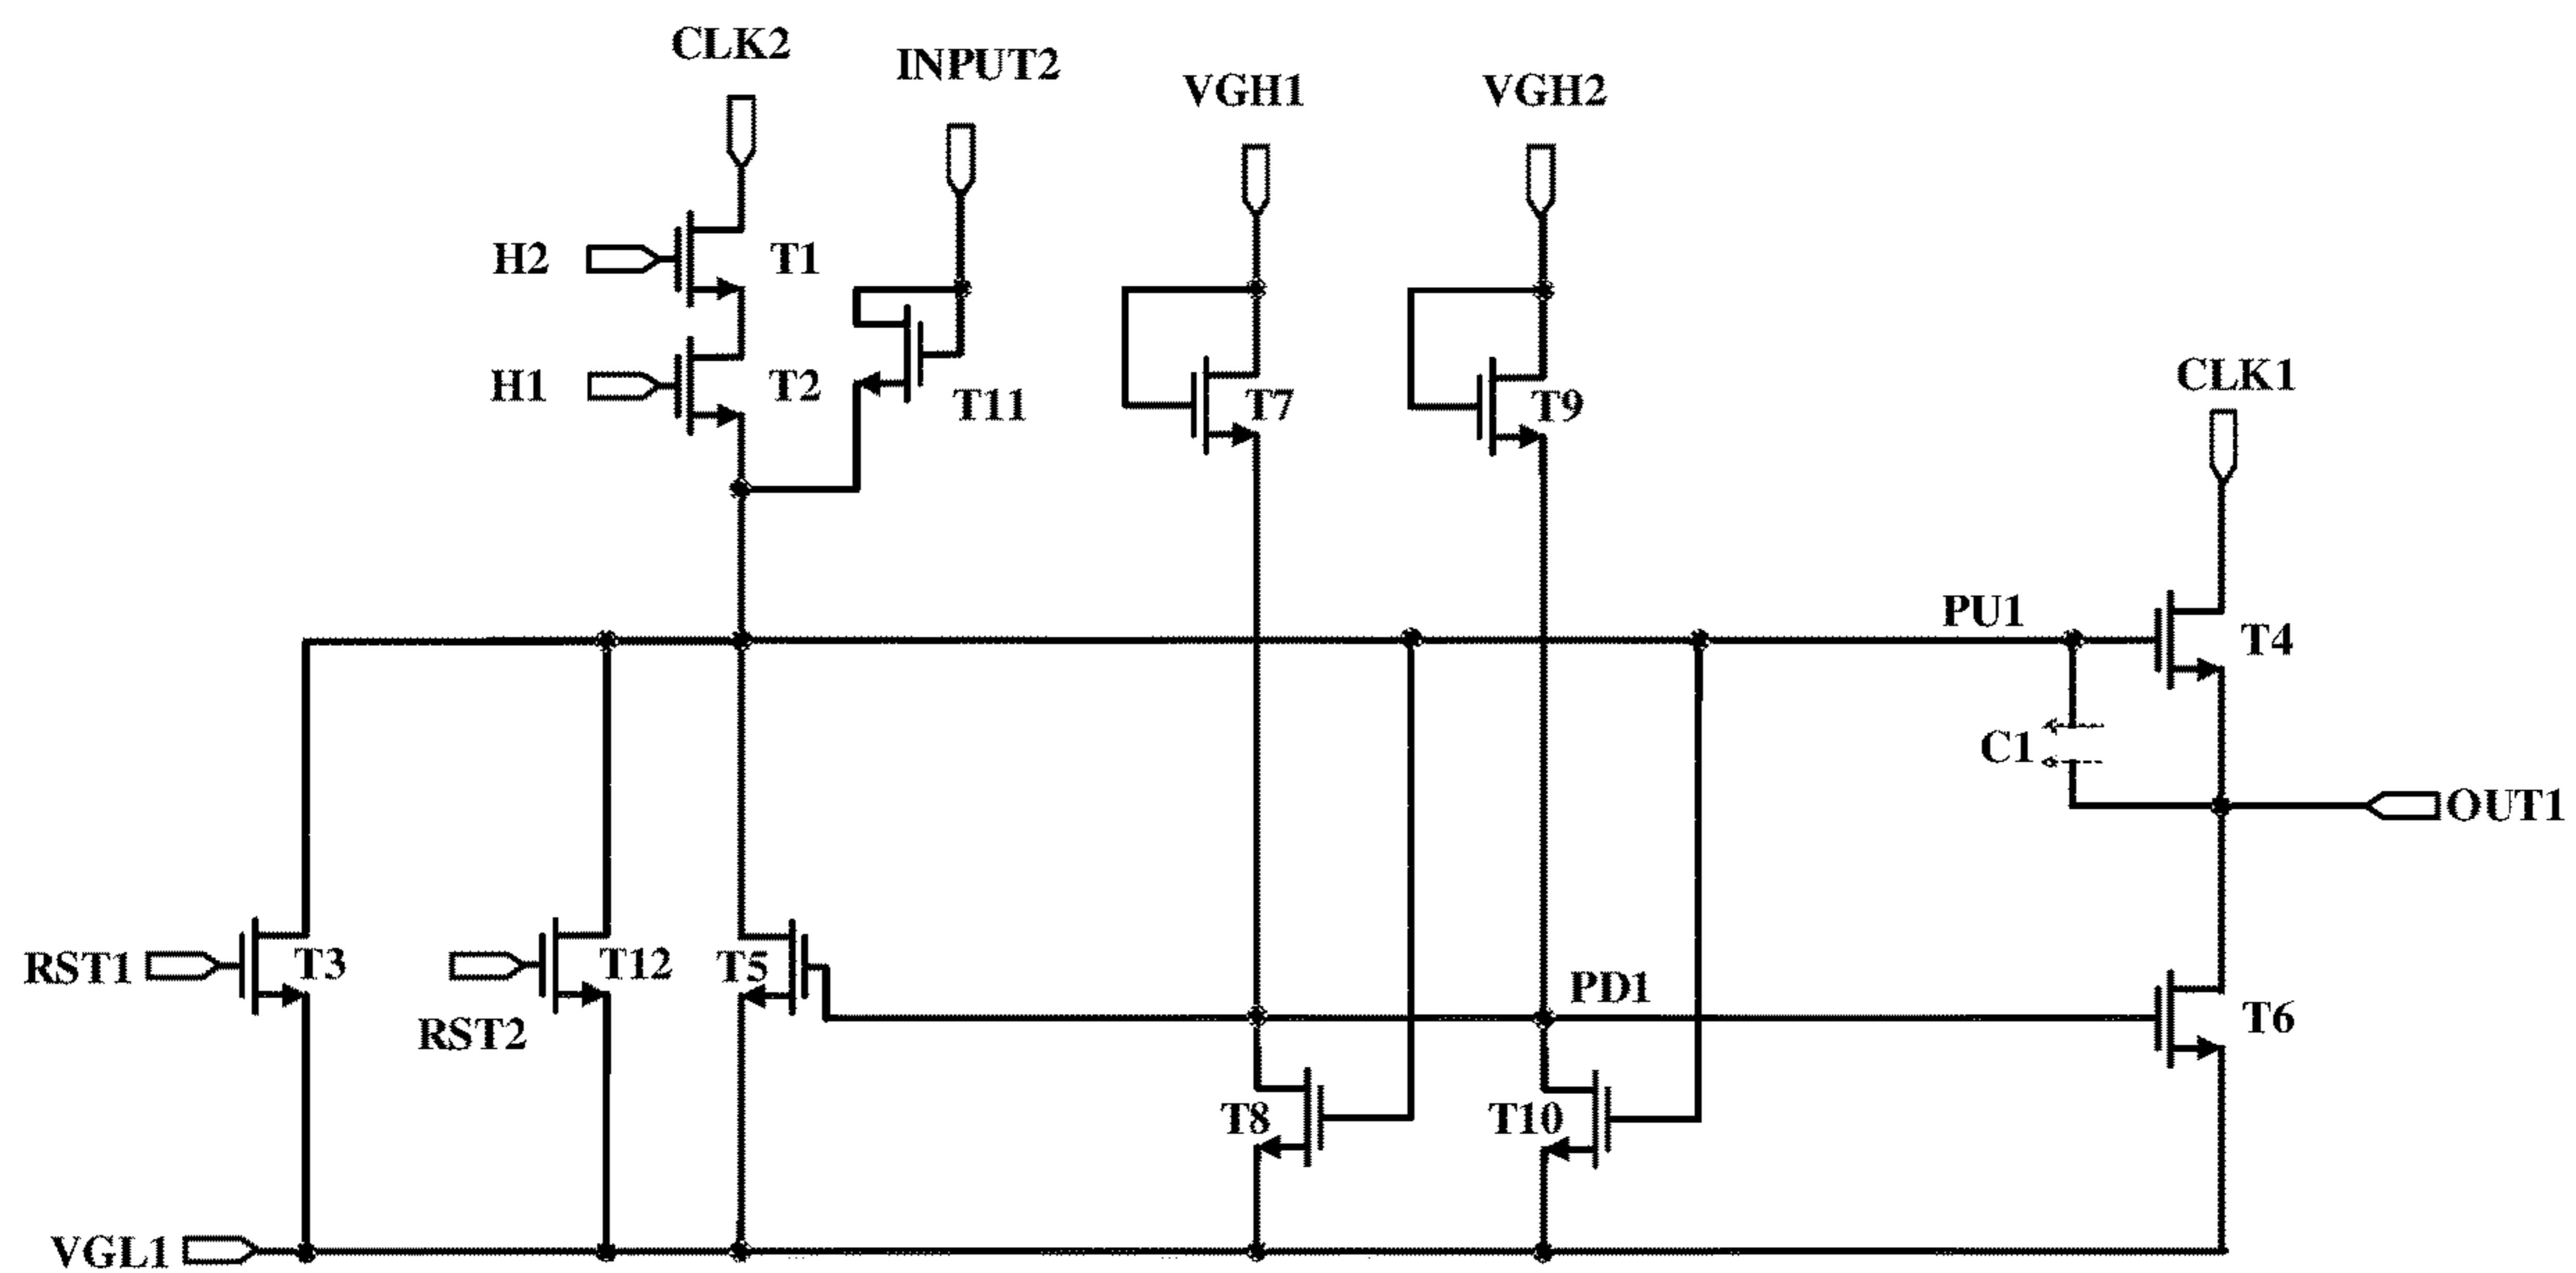 CLK2
INPUT2
VGH1
VGH2
H2
T1
H1
T2
T11
T7
T9
CLK1
PU1
T4
C1
OUT1
RST1
T3
T12
T5
PD1
RST2
T6
T8
T10
VGL1